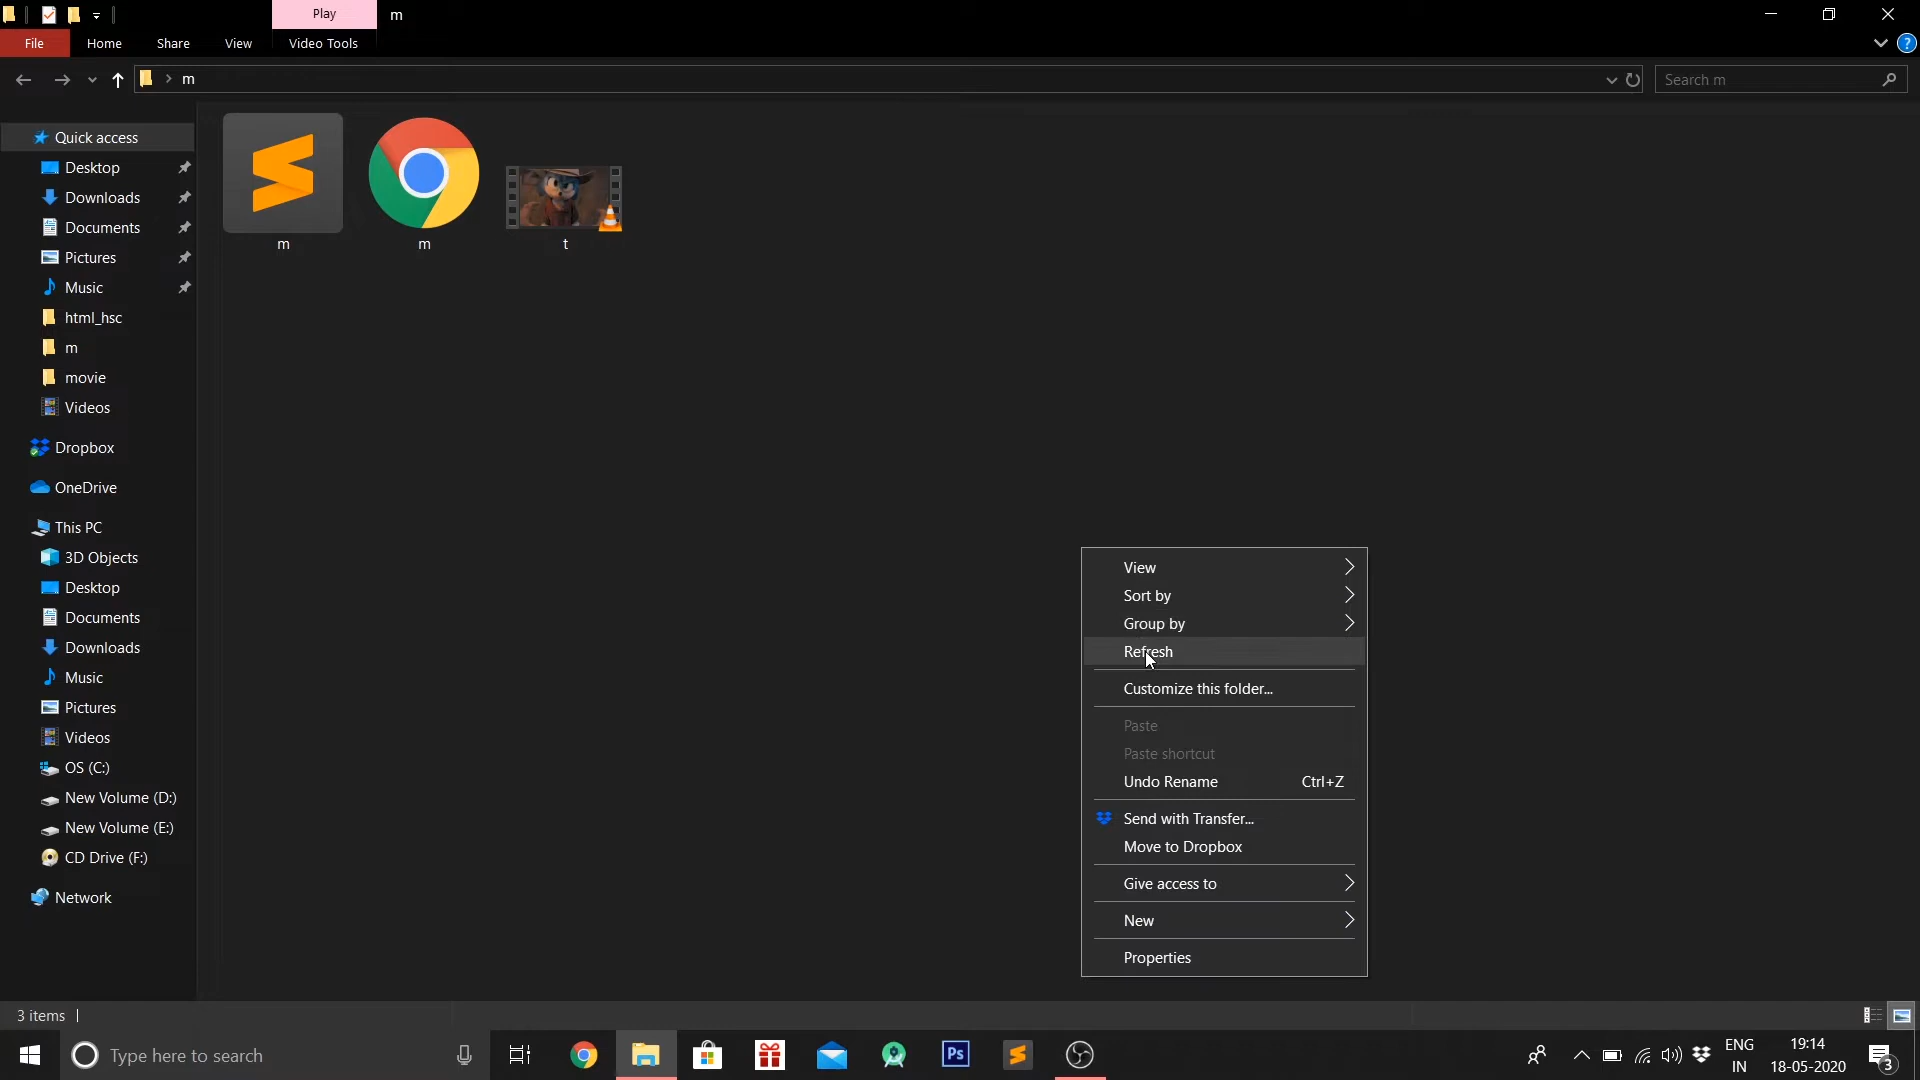 Play
m
File
Home
Share
View
Video Tools
m
Search m
Quick access
Desktop
Downloads
Documents
Pictures
Music
html_hsc
m
movie
Videos
Dropbox
OneDrive
This PC
3D Objects
Desktop
Documents
Downloads
Music
Pictures
Videos
OS (C:)
New Volume (D:)
New Volume (E:)
CD Drive (F:)
Network
m
m
t
View
Sort by
Group by
Refresh
Customize this folder...
Paste
Paste shortcut
Undo Rename Ctrl+Z
Send with Transfer...
Move to Dropbox
Give access to
New
Properties
3 items
Type here to search
Ps
ENG
IN
19:14
18-05-2020
3